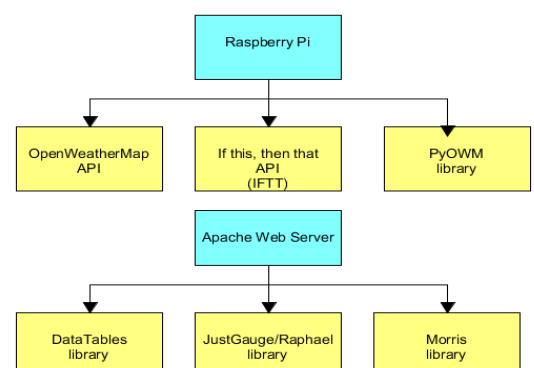 Raspberry Pi
OpenWeatherMap
API
If this, then that
API
(IFTT)
PyOWM
library
Apache Web Server
DataTables
library
JustGauge/Raphael
library
Morris
library